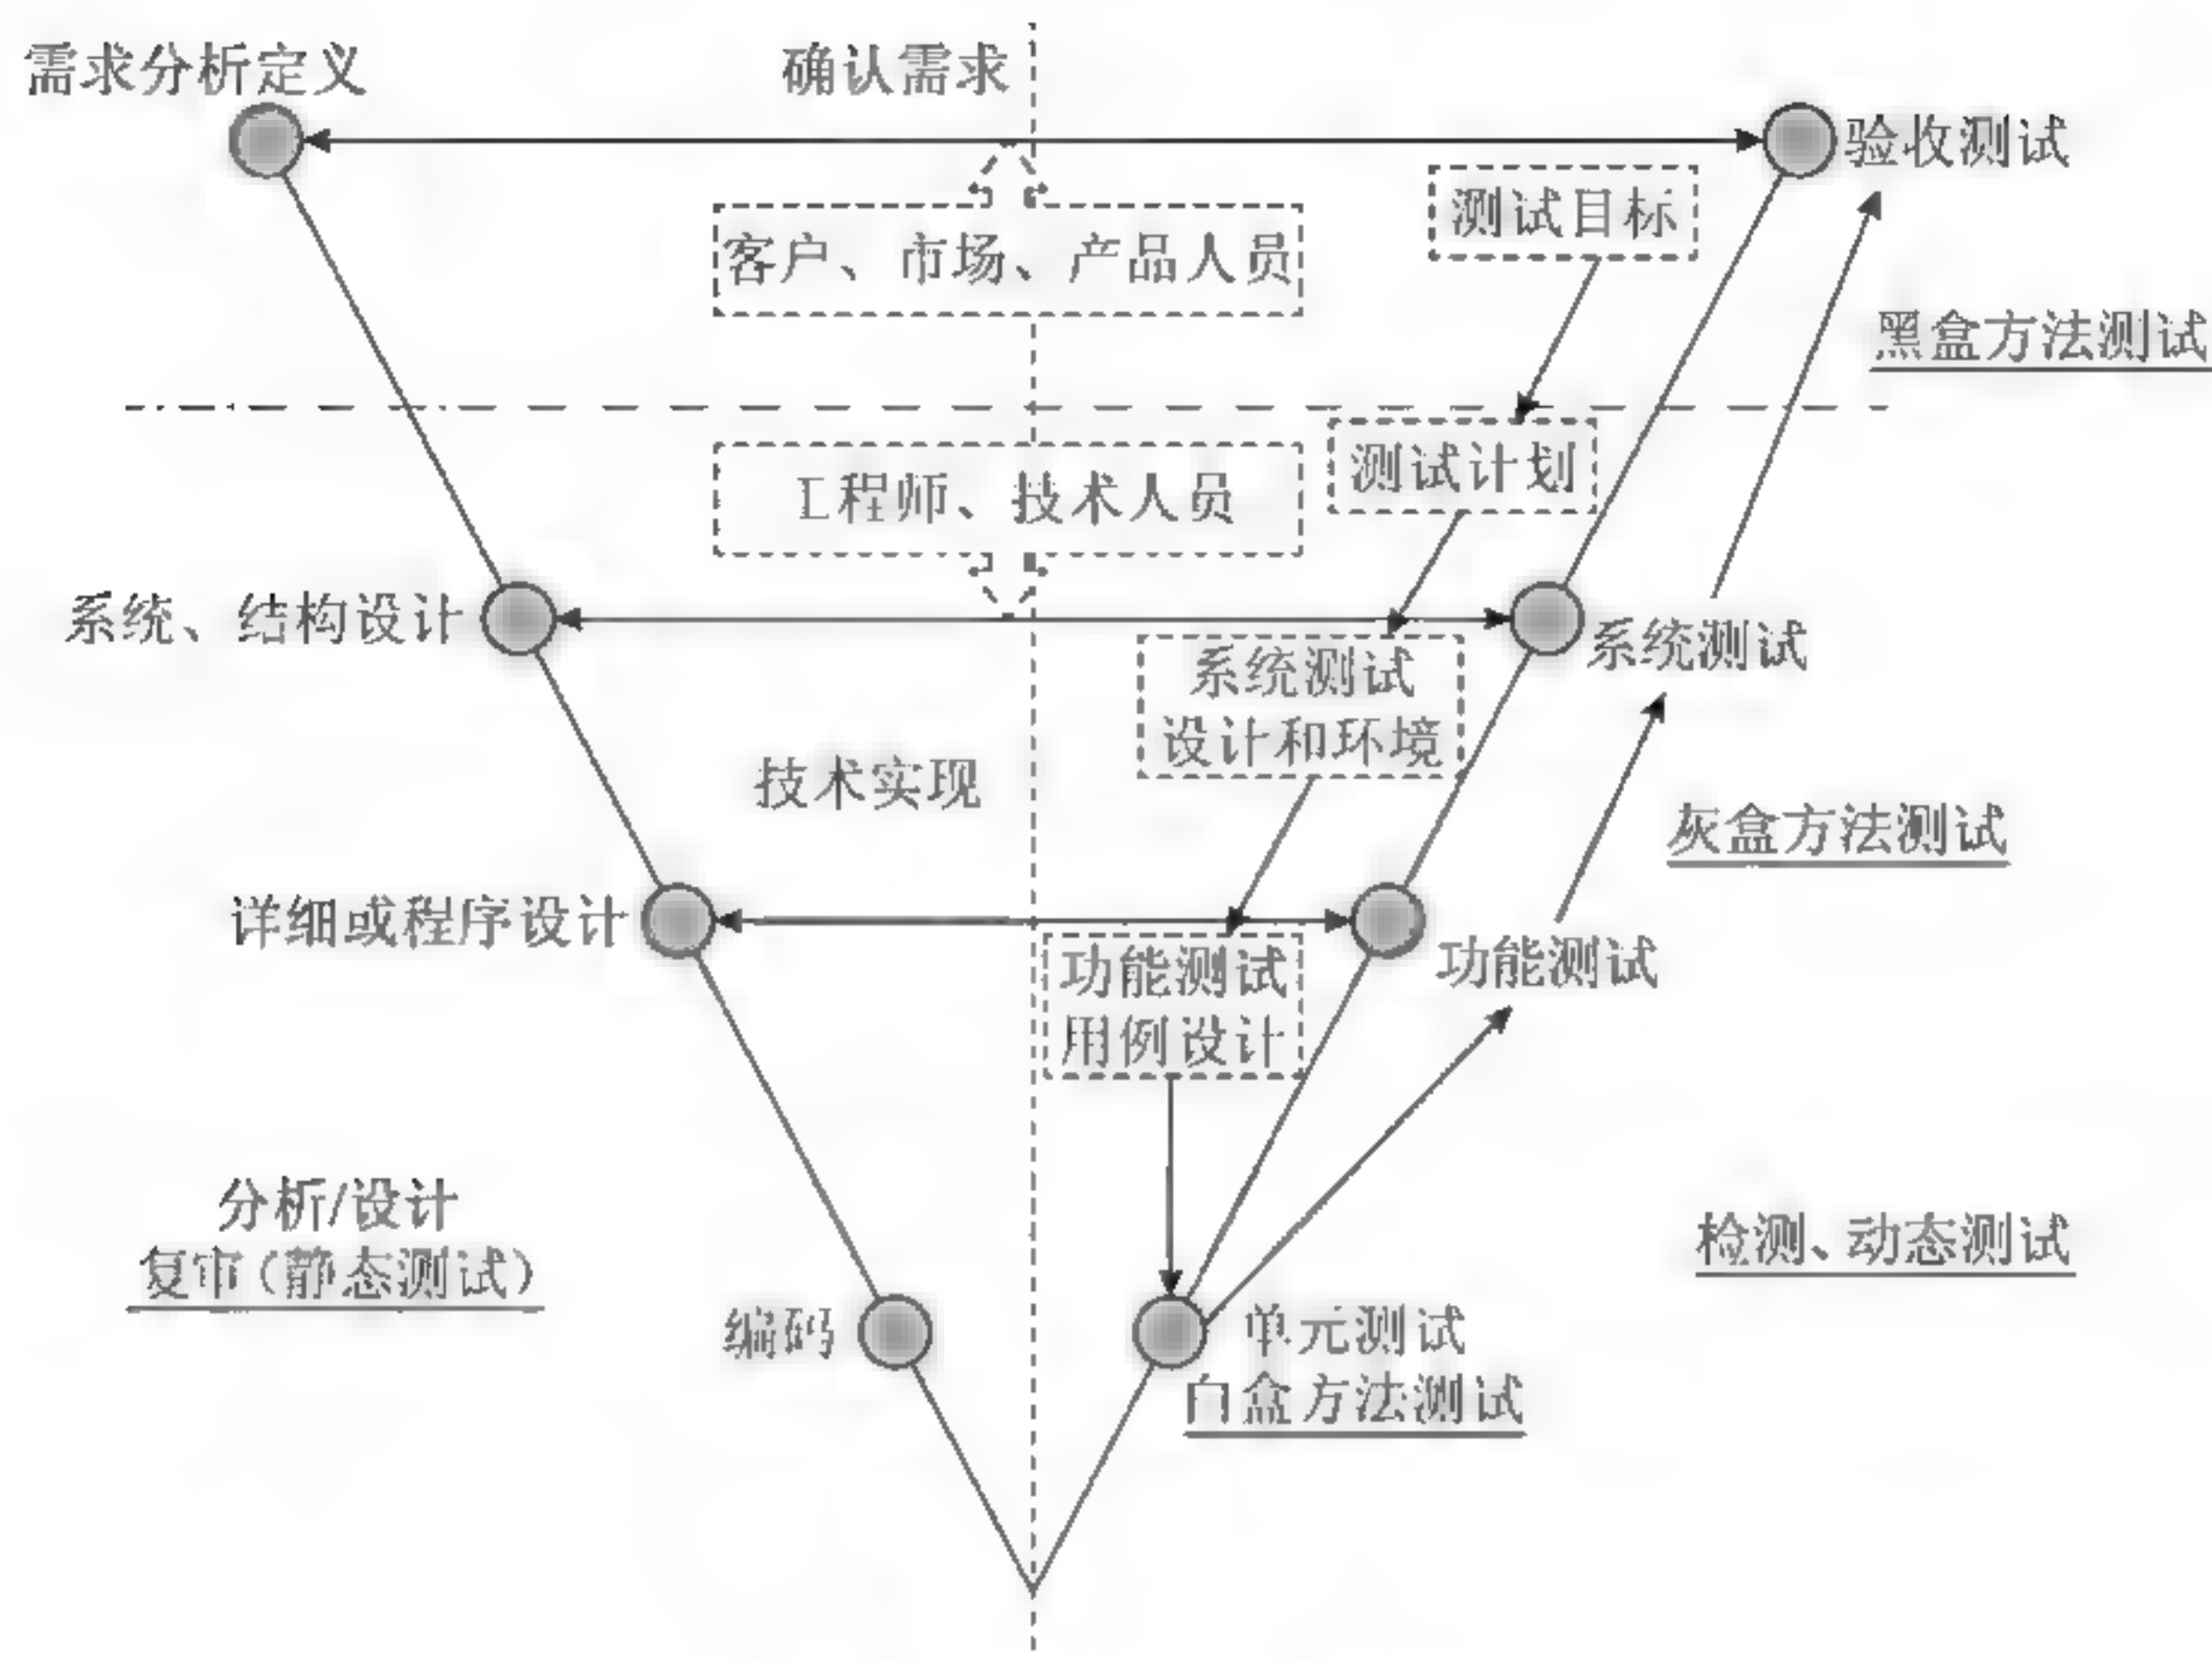 需求分析定义
确认需求
验收测试
测试目标
客户、市场、产品人员
黑盒方法测试
测试计划
工程师、技术人员
系统、结构设计
系统测试
系统测试
设计和环境
技术实现
灰盒方法测试
详细或程序设计
功能测试
功能测试
用例设计
分析/设计
复审(静态测试)
检测、动态测试
编码
单元测试
白盒方法测试